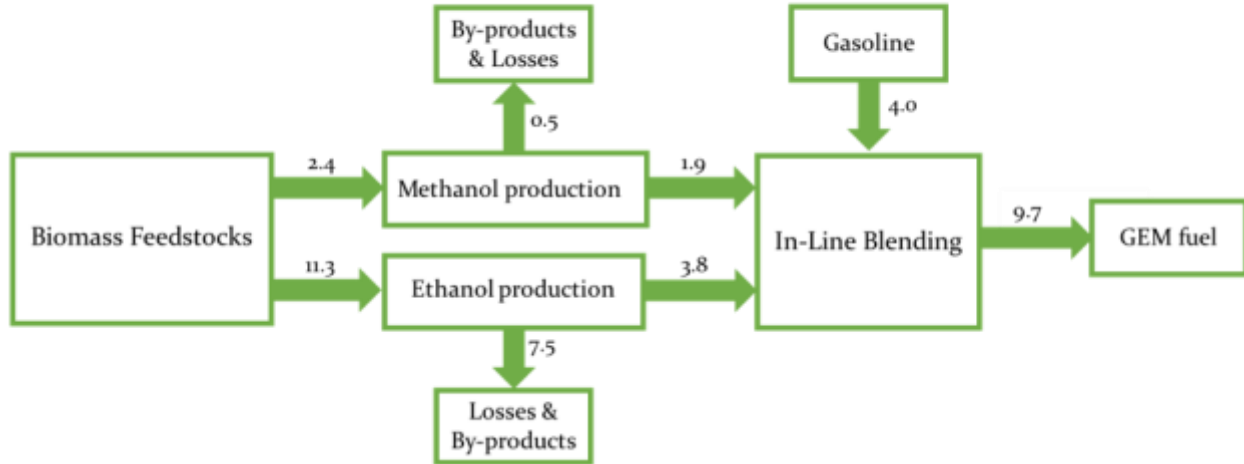 By-products
& Losses
Gasoline
4.0
0.5
2.4
Methanol production
1.9
Biomass Feedstocks
In-Line Blending
9.7
GEM fuel
11.3
Ethanol production
3.8
7.5
Losses &
By-products